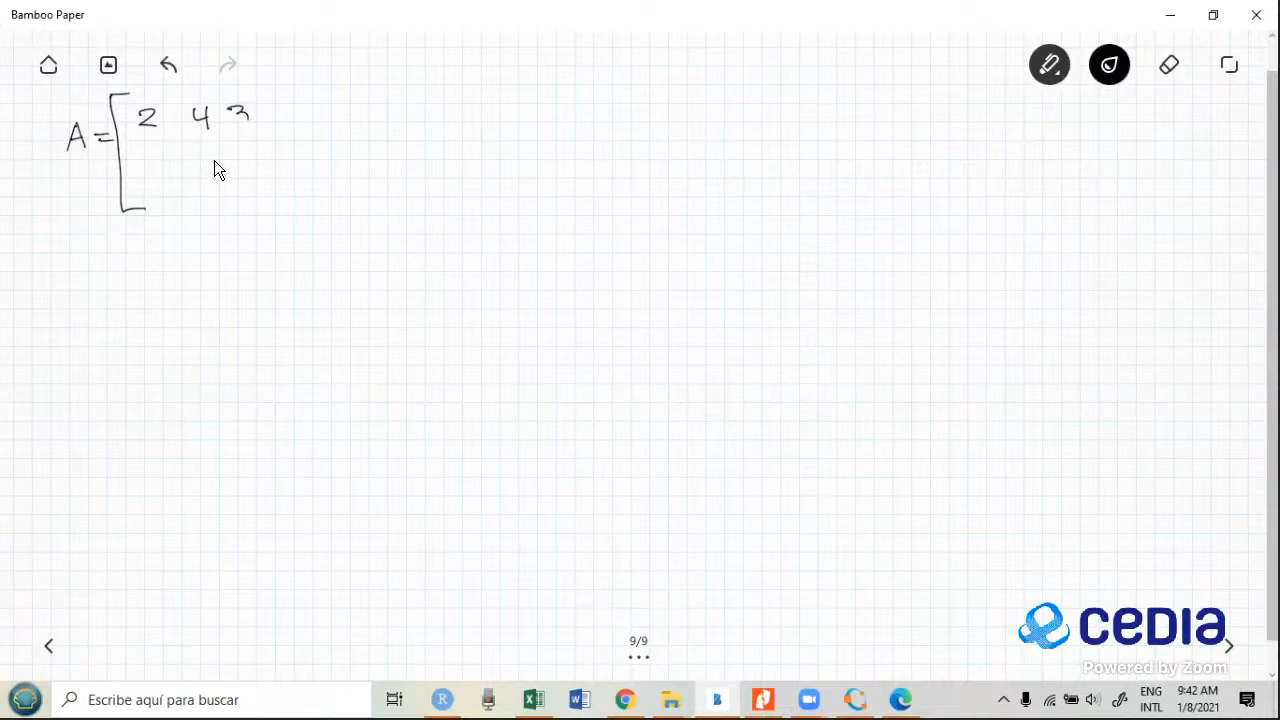 Bamboo Paper
A = [ 2 4 3
9/9
CEDIA
Powered by Zoom
Escribe aquí para buscar
ENG
INTL
9:42 AM
1/8/2021